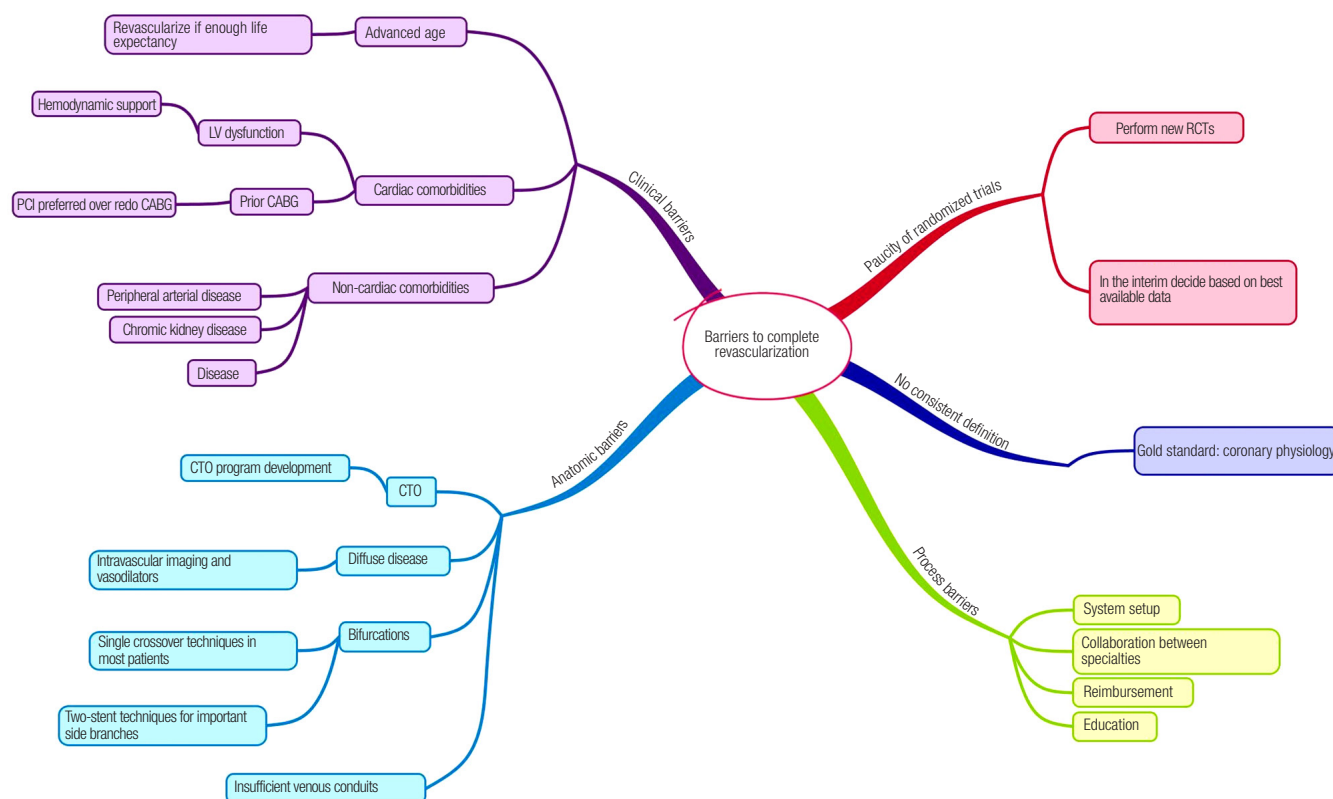 Barriers to complete
revascularization
Clinical barriers
Advanced age
Revascularize if enough life
expectancy
Cardiac comorbidities
LV dysfunction
Hemodynamic support
Prior CABG
PCI preferred over redo CABG
Non-cardiac comorbidities
Peripheral arterial disease
Chromic kidney disease
Disease
Anatomic barriers
CTO
CTO program development
Diffuse disease
Intravascular imaging and
vasodilators
Bifurcations
Single crossover techniques in
most patients
Two-stent techniques for important
side branches
Insufficient venous conduits
Paucity of randomized trials
Perform new RCTs
In the interim decide based on best
available data
No consistent definition
Gold standard: coronary physiology
Process barriers
System setup
Collaboration between
specialties
Reimbursement
Education